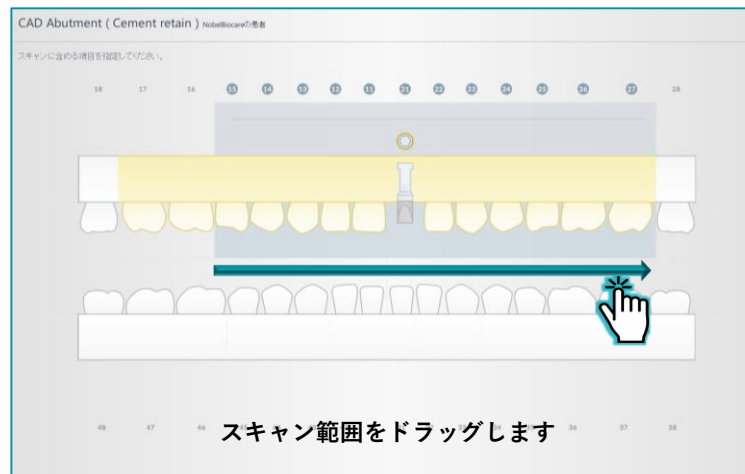 CAD Abutment ( Cement retain ) NobelBiocareの患者
スキャンに含める項目を指定してください。
18 17 16 15 14 13 12 11 21 22 23 24 25 26 27 28
スキャン範囲をドラッグします
48 47 46 36 37 38